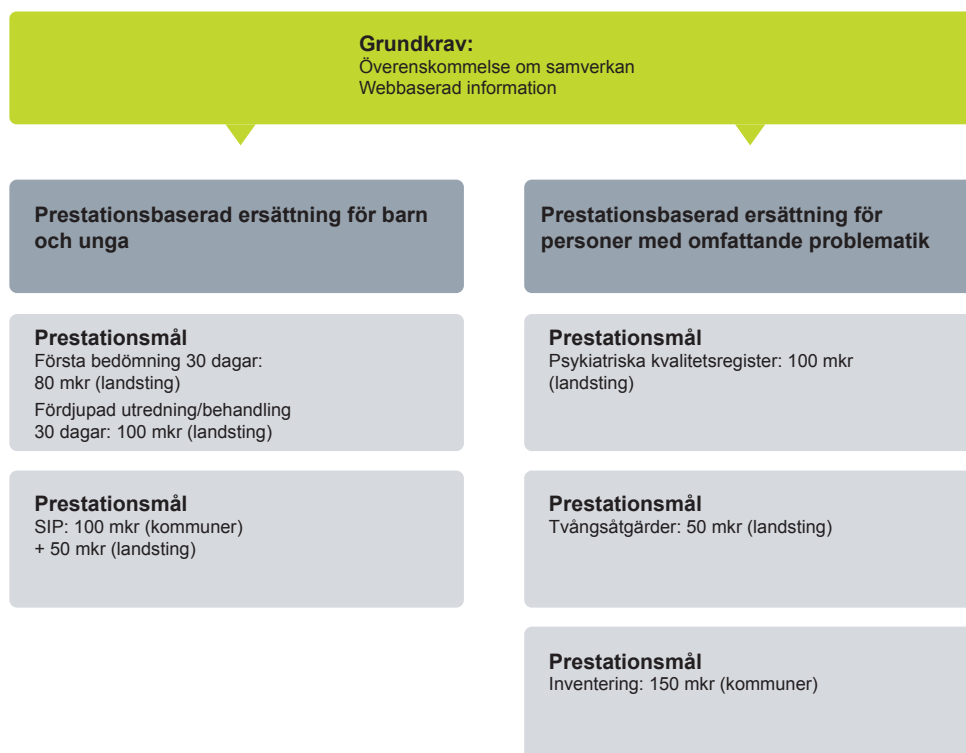 Grundkrav:
Överenskommelse om samverkan
Webbaserad information
Prestationsbaserad ersättning för barn
och unga
Prestationsmål
Första bedömning 30 dagar:
80 mkr (landsting)
Fördjupad utredning/behandling
30 dagar: 100 mkr (landsting)
Prestationsmål
SIP: 100 mkr (kommuner)
+ 50 mkr (landsting)
Prestationsbaserad ersättning för
personer med omfattande problematik
Prestationsmål
Psykiatriska kvalitetsregister: 100 mkr
(landsting)
Prestationsmål
Tvångsåtgärder: 50 mkr (landsting)
Prestationsmål
Inventering: 150 mkr (kommuner)